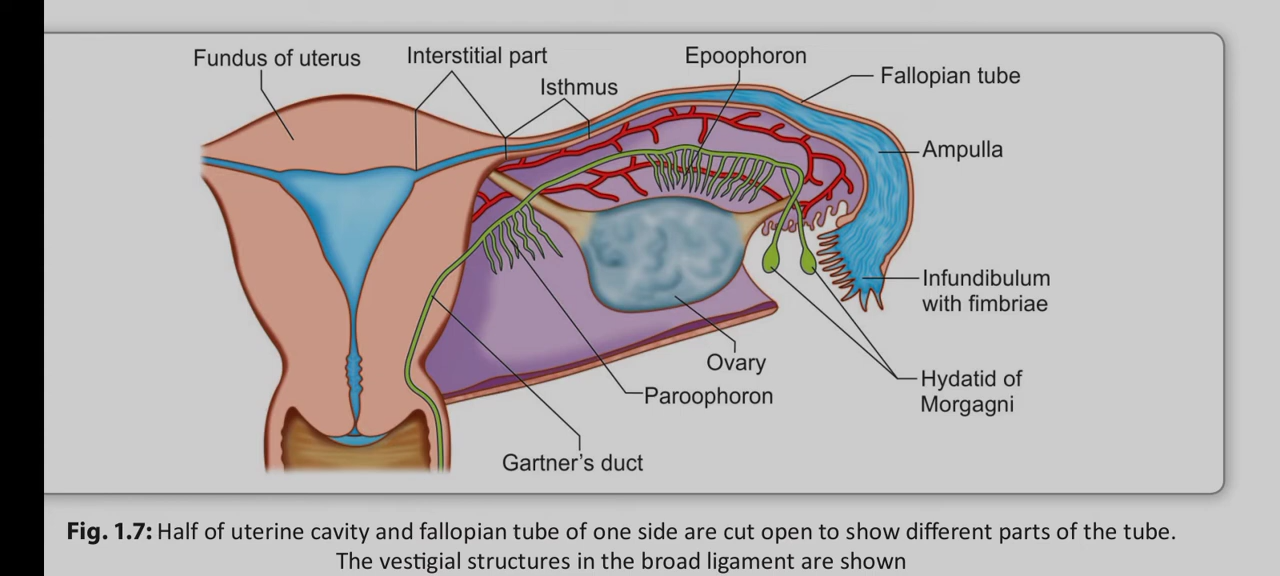 Fundus of uterus
Interstitial part
Isthmus
Epoophoron
Fallopian tube
Ampulla
Infundibulum
with fimbriae
Ovary
Hydatid of
Morgagni
Paroophoron
Gartner’s duct
Fig. 1.7: Half of uterine cavity and fallopian tube of one side are cut open to show different parts of the tube.
The vestigial structures in the broad ligament are shown